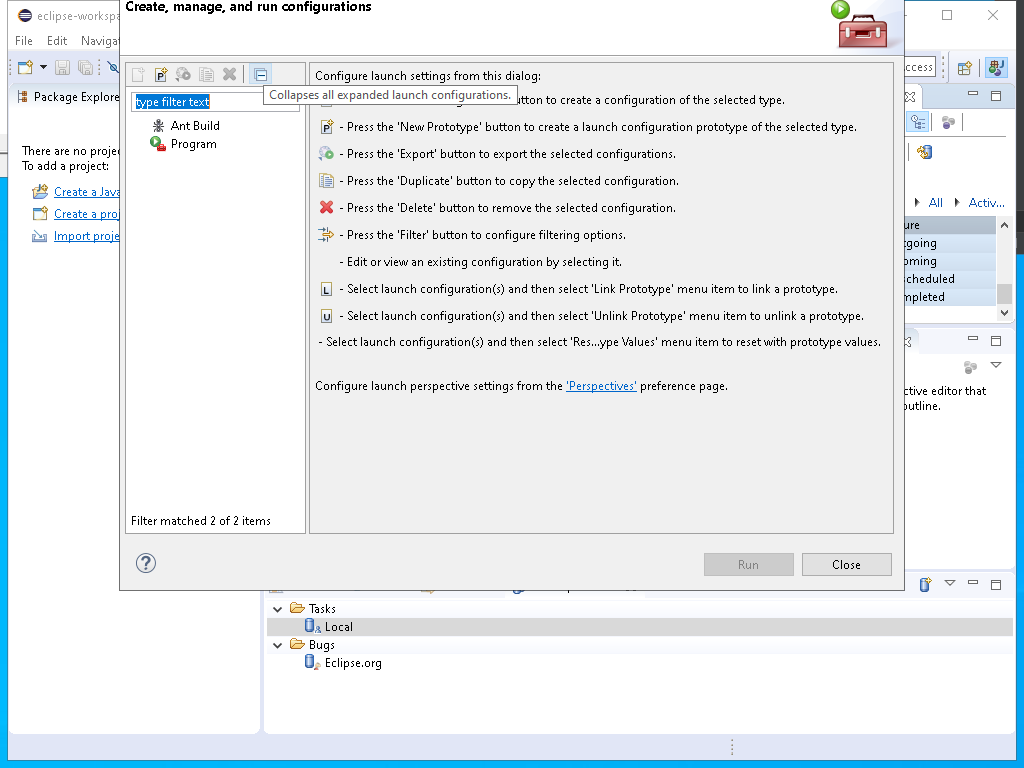 eclipse-workspa
Create, manage, and run configurations
File Edit Naviga
Configure launch settings from this dialog:
Collapses all expanded launch configurations.
type filter text
utton to create a configuration of the selected type.
Package Explore
Ant Build
Program
- Press the 'New Prototype' button to create a launch configuration prototype of the selected type.
- Press the 'Export' button to export the selected configurations.
- Press the 'Duplicate' button to copy the selected configuration.
- Press the 'Delete' button to remove the selected configuration.
- Press the 'Filter' button to configure filtering options.
- Edit or view an existing configuration by selecting it.
L - Select launch configuration(s) and then select 'Link Prototype' menu item to link a prototype.
U - Select launch configuration(s) and then select 'Unlink Prototype' menu item to unlink a prototype.
- Select launch configuration(s) and then select 'Res...ype Values' menu item to reset with prototype values.
Configure launch perspective settings from the 'Perspectives' preference page.
There are no projec
To add a project:
Create a Java
Create a proj
Import proje
ccess
All Activ...
ure
tgoing
oming
cheduled
mpleted
ctive editor that
outline.
Filter matched 2 of 2 items
Run
Close
Tasks
Local
Bugs
Eclipse.org